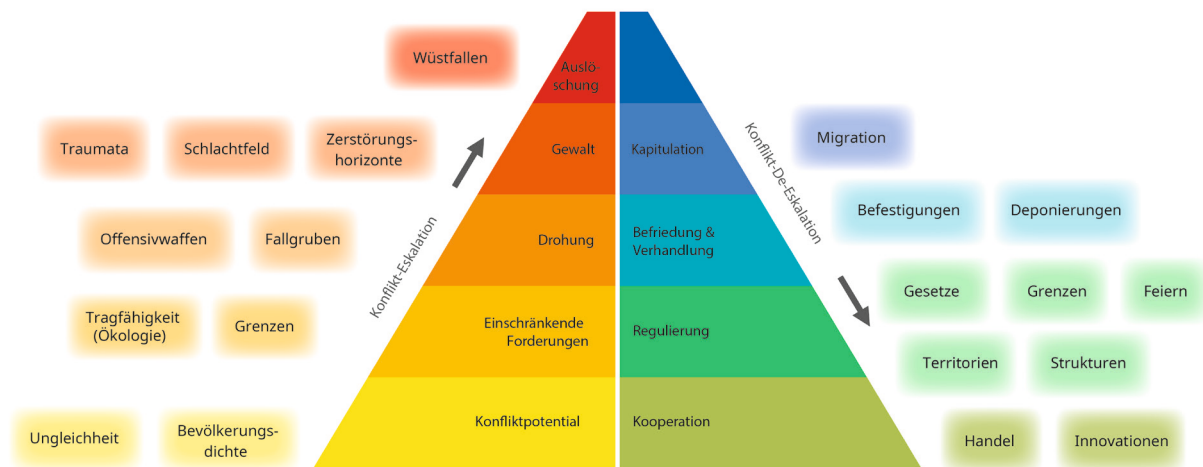 Wüstfallen
Auslö-
schung
Traumata
Schlachtfeld
Zerstörungs-
horizonte
Gewalt
Kapitulation
Migration
Konflikt-Eskalation
Konflikt-De-Eskalation
Offensivwaffen
Fallgruben
Drohung
Befriedung &
Verhandlung
Befestigungen
Deponierungen
Tragfähigkeit
(Ökologie)
Grenzen
Einschränkende
Forderungen
Regulierung
Gesetze
Grenzen
Feiern
Territorien
Strukturen
Ungleichheit
Bevölkerungs-
dichte
Konfliktpotential
Kooperation
Handel
Innovationen